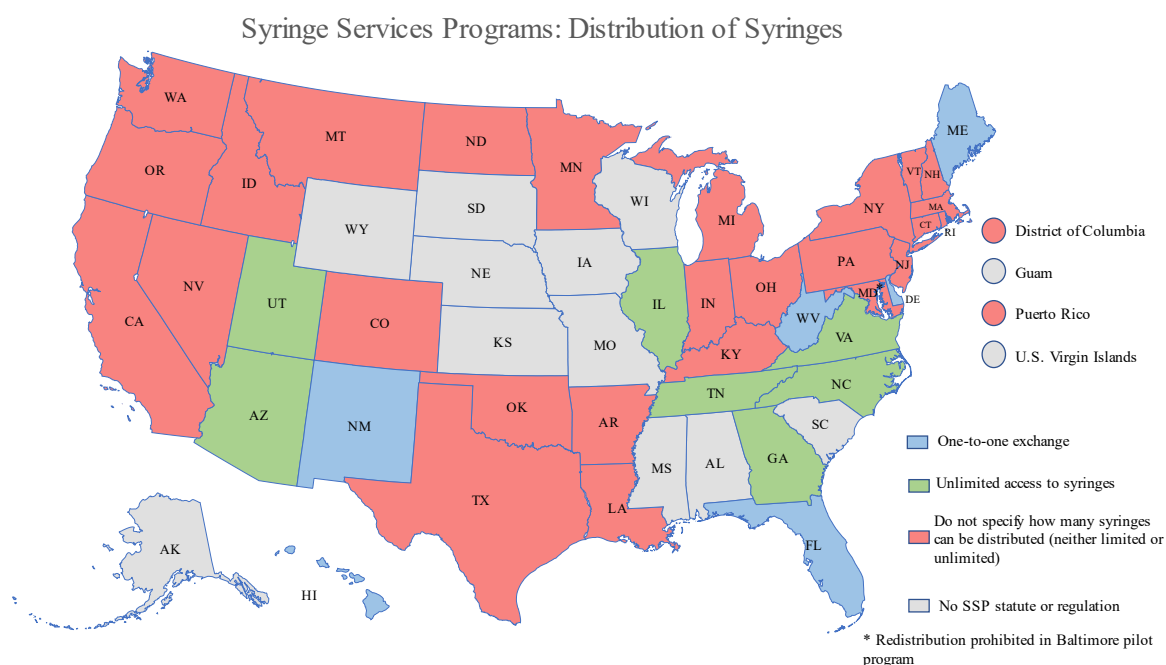 Syringe Services Programs: Distribution of Syringes
WA
MT
ND
MN
ME
OR
ID
VT
NH
WI
SD
MI
NY
MA
CT
RI
WY
District of Columbia
IA
PA
NJ
NE
Guam
NV
UT
IL
IN
OH
MD
*
DE
CA
CO
WV
Puerto Rico
KS
MO
VA
KY
U.S. Virgin Islands
NC
TN
AZ
OK
AR
NM
SC
GA
One-to-one exchange
MS
AL
Unlimited access to syringes
TX
LA
Do not specify how many syringes
can be distributed (neither limited or
unlimited)
FL
AK
HI
No SSP statute or regulation
* Redistribution prohibited in Baltimore pilot
program